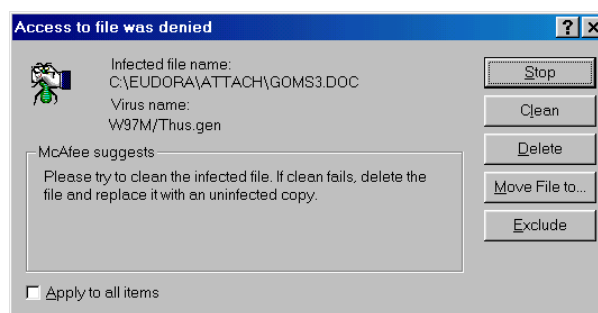 Access to file was denied
Infected file name:
C:\EUDORA\ATTACH\GOMS3.DOC
Virus name:
W97M/Thus.gen
McAfee suggests
Please try to clean the infected file. If clean fails, delete the
file and replace it with an uninfected copy.
Apply to all items
Stop
Clean
Delete
Move File to...
Exclude